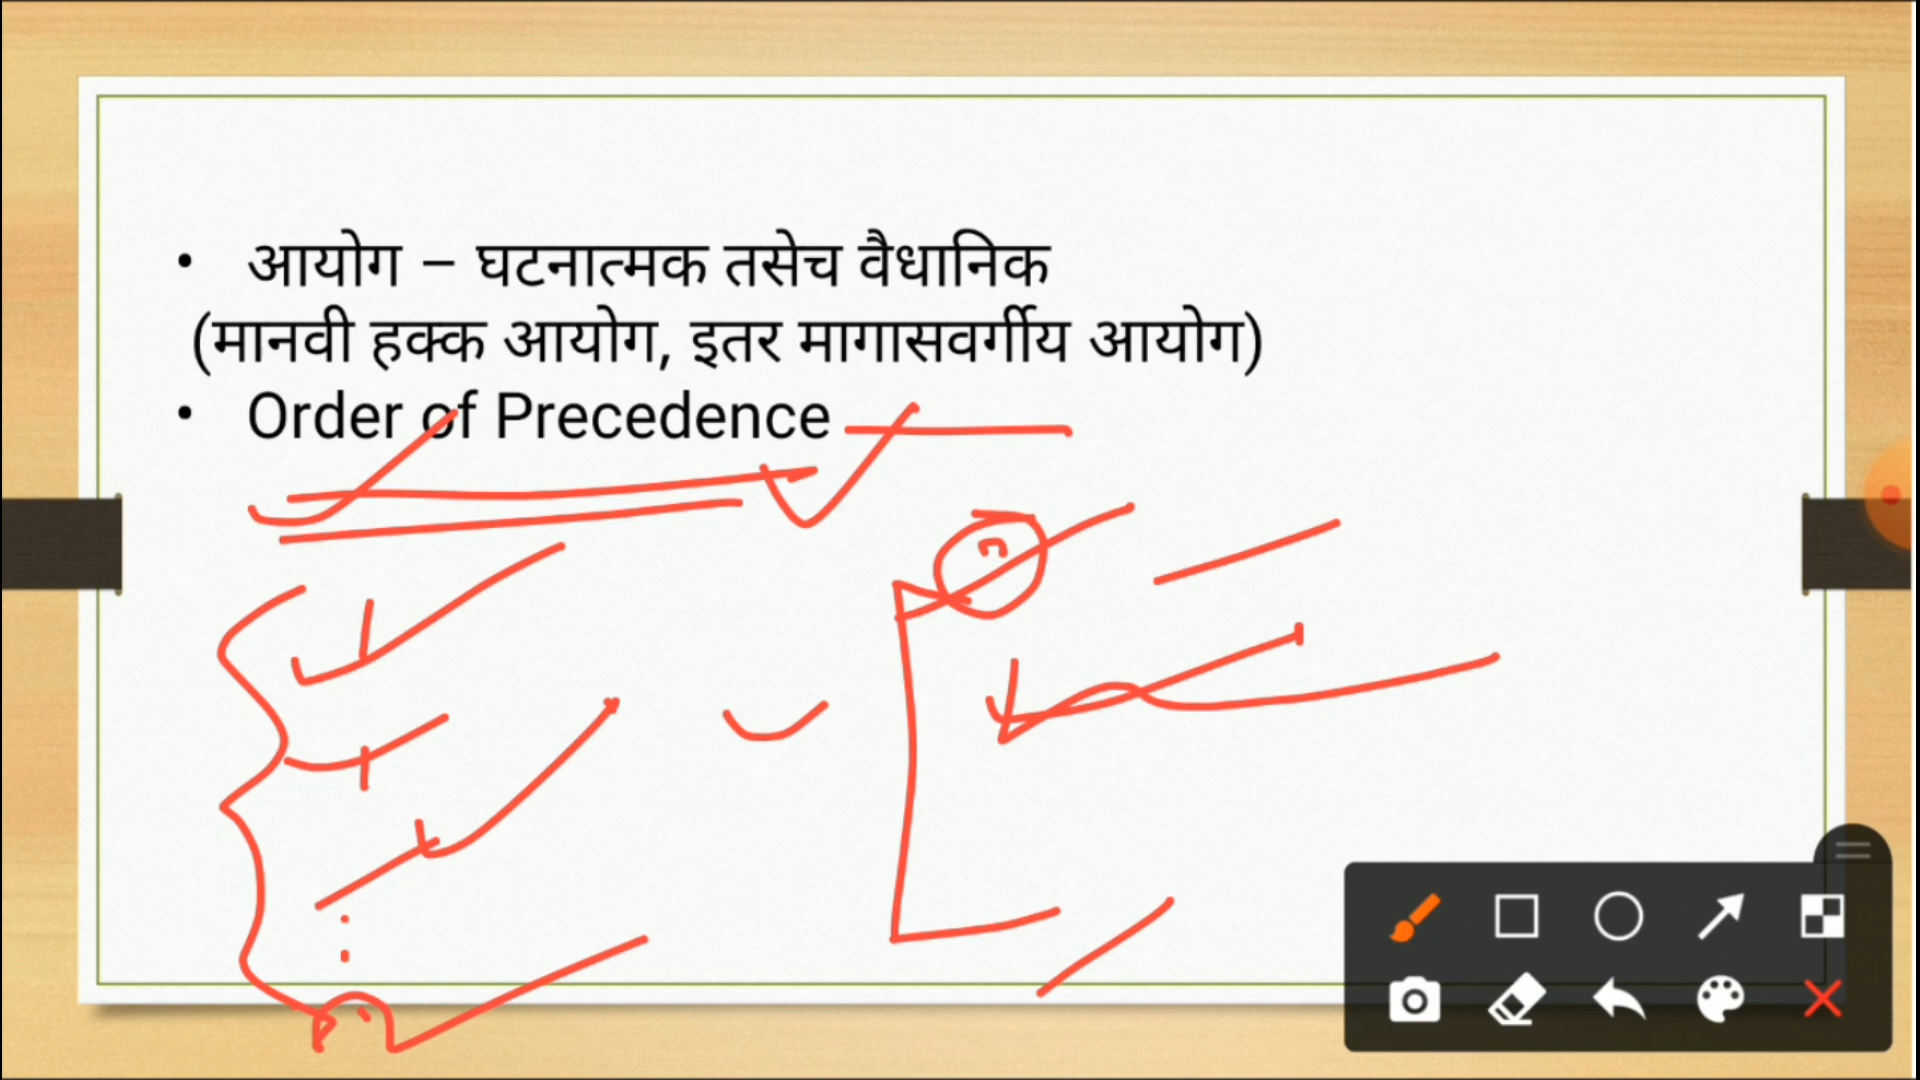 • आयोग – घटनात्मक तसेच वैधानिक
(मानवी हक्क आयोग, इतर मागासवर्गीय आयोग)
• Order of Precedence